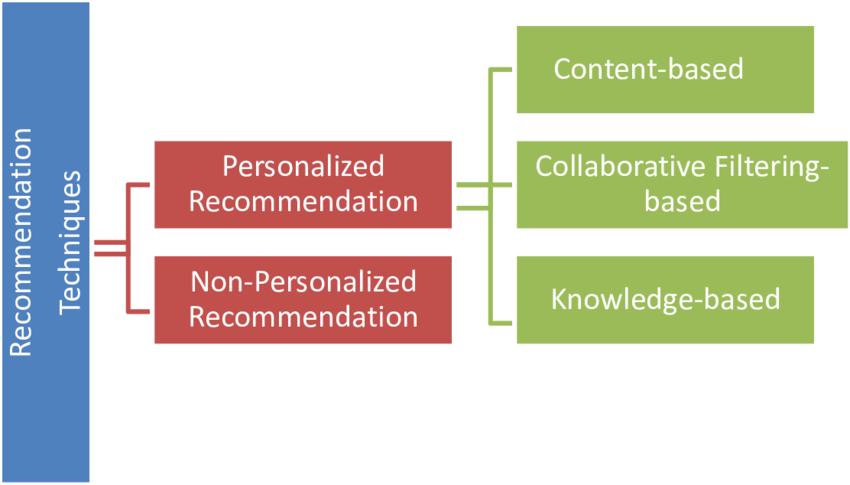 Recommendation
Techniques
Personalized
Recommendation
Non-Personalized
Recommendation
Content-based
Collaborative Filtering-
based
Knowledge-based